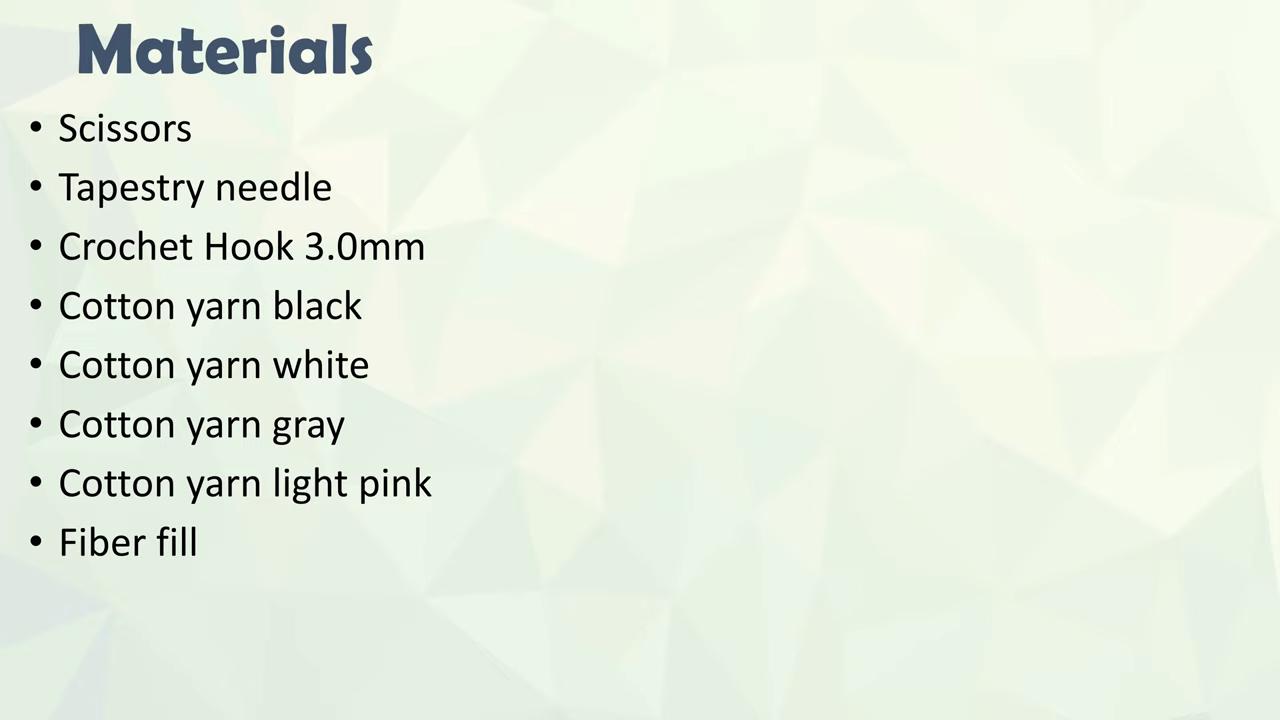 Materials
• Scissors
• Tapestry needle
• Crochet Hook 3.0mm
• Cotton yarn black
• Cotton yarn white
• Cotton yarn gray
• Cotton yarn light pink
• Fiber fill